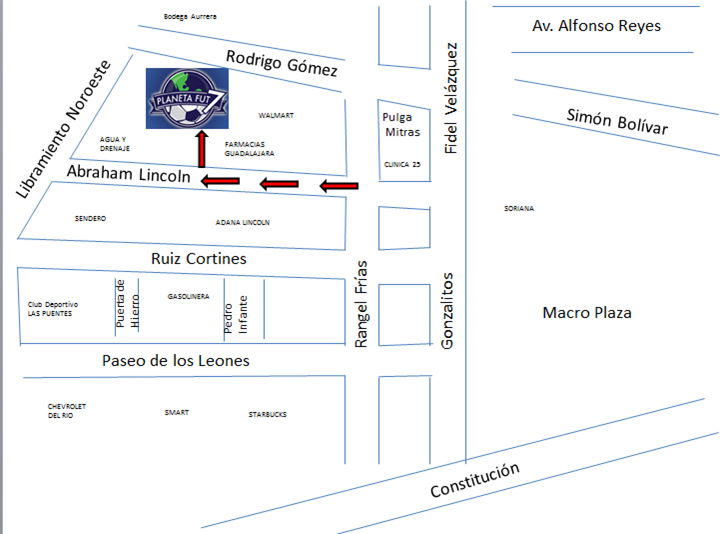 Bodega Aurrera
Av. Alfonso Reyes
Rodrigo Gómez
Fidel Velázquez
Libramiento Noroeste
PLANETA FUT 7
WALMART
Pulga
Mitras
Simón Bolívar
AGUA Y
DRENAJE
FARMACIAS
GUADALAJARA
CLINICA 25
Abraham Lincoln
SENDERO
ADANA LINCOLN
SORIANA
Ruiz Cortines
Rangel Frías
Gonzalitos
Club Deportivo
LAS PUENTES
Puerta de
Hierro
GASOLINERA
Pedro
Infante
Macro Plaza
Paseo de los Leones
CHEVROLET
DEL RIO
SMART
STARBUCKS
Constitución